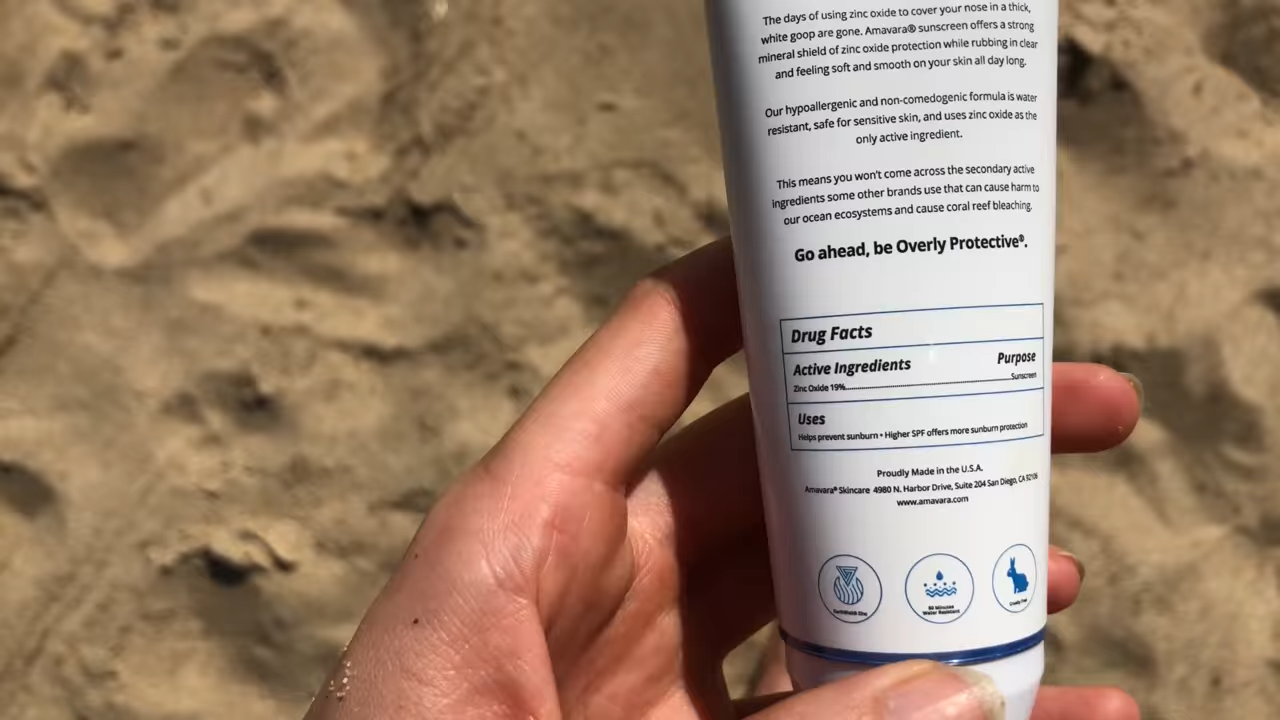 The days of using zinc oxide to cover your nose in a thick,
white goop are gone. Amavara® sunscreen offers a strong
mineral shield of zinc oxide protection while rubbing in clear
and feeling soft and smooth on your skin all day long.
Our hypoallergenic and non-comedogenic formula is water
resistant, safe for sensitive skin, and uses zinc oxide as the
only active ingredient.
This means you won't come across the secondary active
ingredients some other brands use that can cause harm to
our ocean ecosystems and cause coral reef bleaching.
Go ahead, be Overly Protective®.
Drug Facts
Active Ingredients Purpose
Zinc Oxide 19%........Sunscreen
Uses
Helps prevent sunburn • Higher SPF offers more sunburn protection
Proudly Made in the U.S.A.
Amavara® Skincare 4980 N. Harbor Drive, Suite 204 San Diego, CA 92106
www.amavara.com
Zinc
80 Minutes
Water Resistant
Cruelty Free